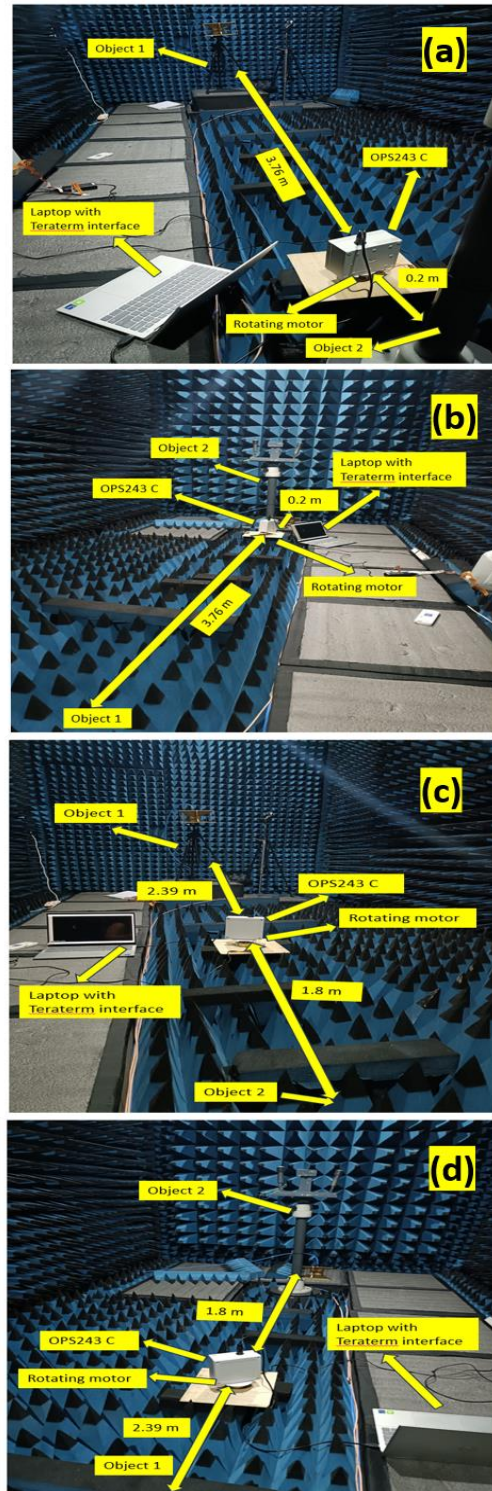 (a)
Object 1
3.76 m
OPS243 C
Laptop with
Teraterm interface
0.2 m
Rotating motor
Object 2
(b)
Object 2
Laptop with
Teraterm interface
OPS243 C
0.2 m
Rotating motor
3.76 m
Object 1
(c)
Object 1
2.39 m
OPS243 C
Rotating motor
Laptop with
Teraterm interface
1.8 m
Object 2
(d)
Object 2
1.8 m
Laptop with
Teraterm interface
OPS243 C
Rotating motor
2.39 m
Object 1